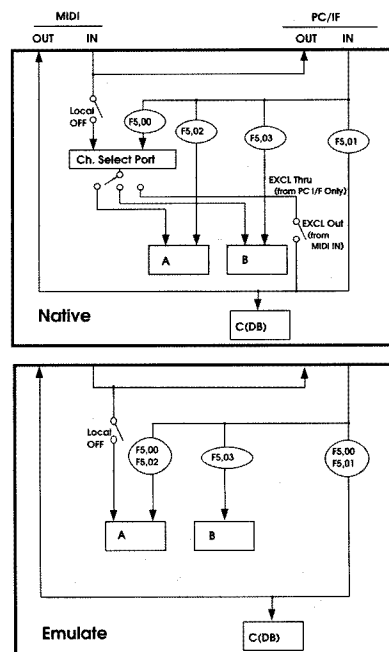 MIDI
PC/IF
OUT IN
OUT IN
Local
OFF
F5,00
F5,02
F5,03
F5,01
Ch. Select Port
EXCL Thru
(from PC I/F Only)
EXCL Out
(from
MIDI IN)
A
B
Native
C(DB)
Local
OFF
F5,00
F5,02
F5,03
F5,00
F5,01
A
B
Emulate
C(DB)